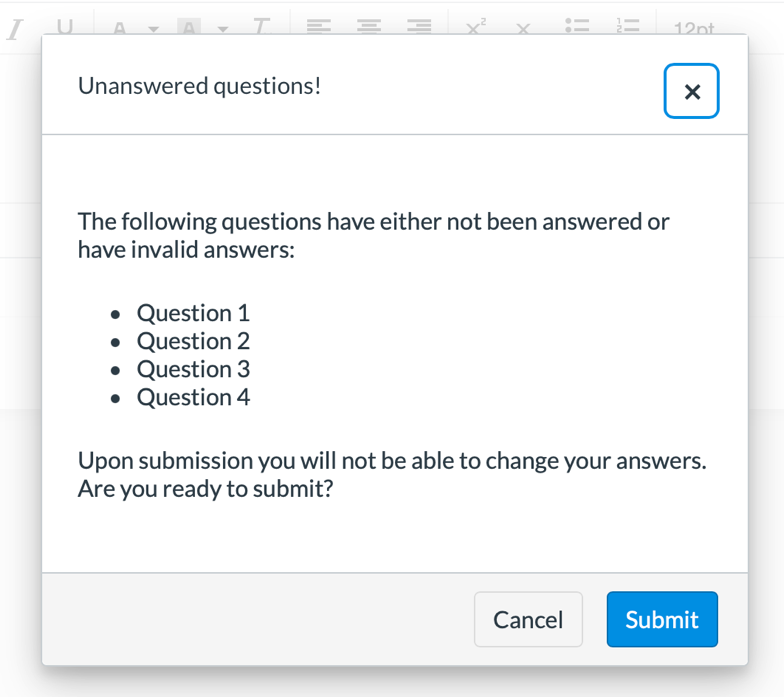 I U A A T x² x 12pt
Unanswered questions!
×
The following questions have either not been answered or
have invalid answers:
• Question 1
• Question 2
• Question 3
• Question 4
Upon submission you will not be able to change your answers.
Are you ready to submit?
Cancel Submit